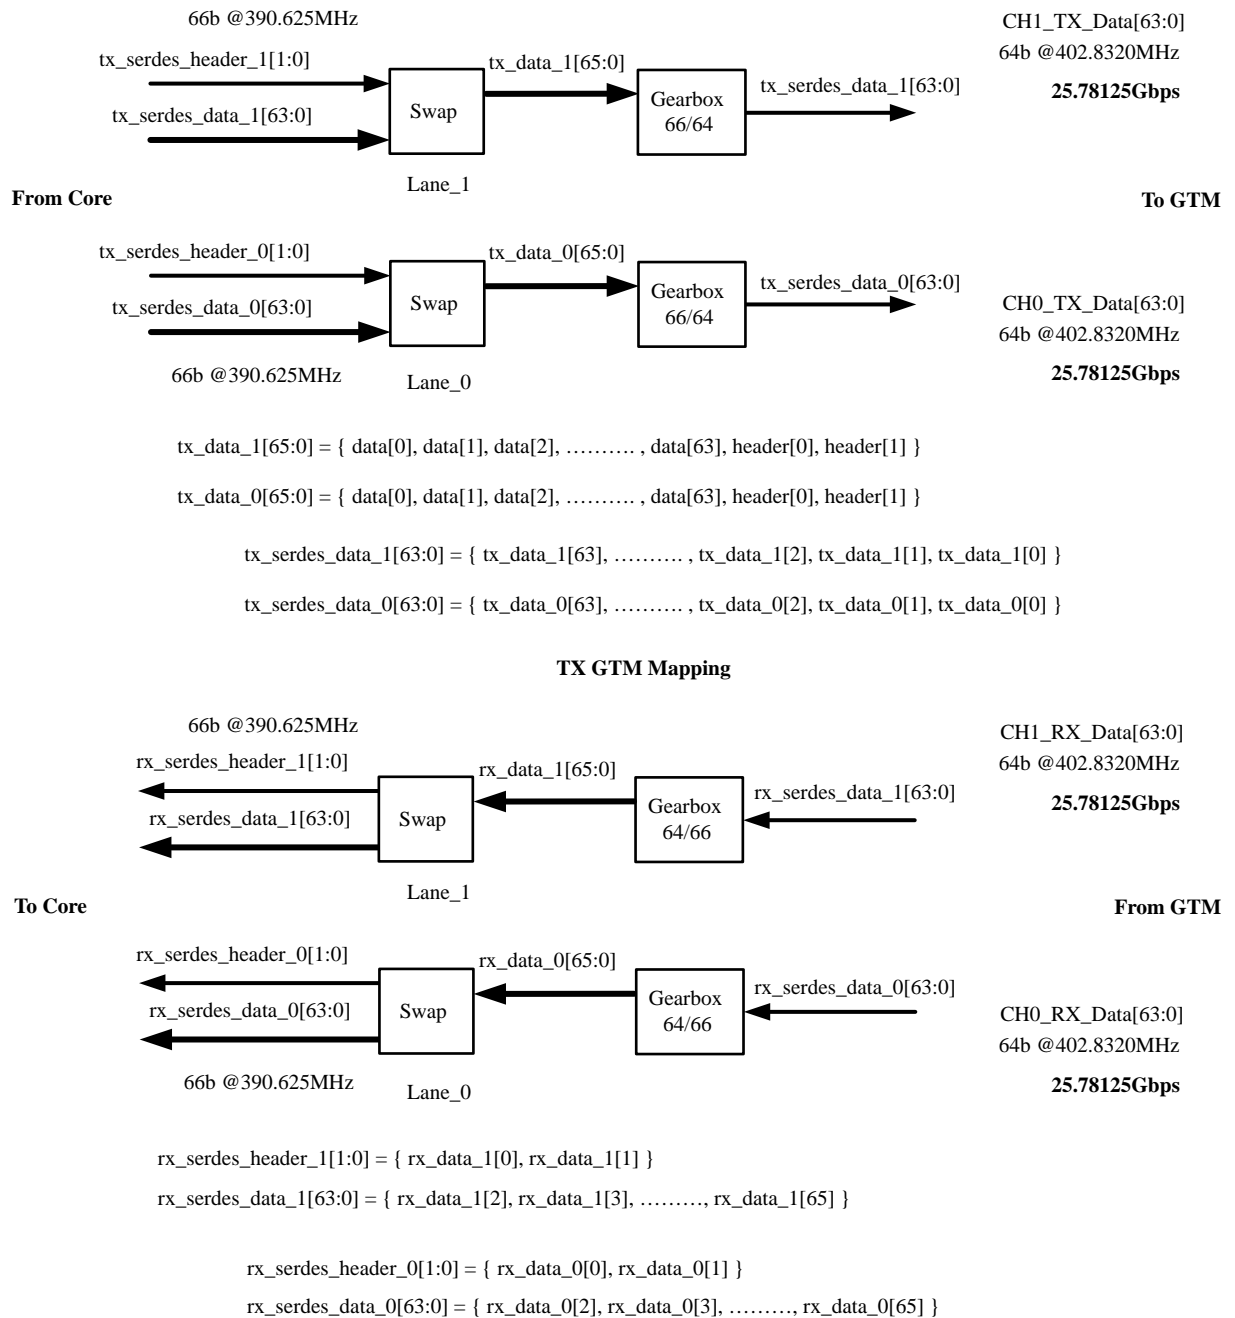 66b @390.625MHz
CH1_TX_Data[63:0]
tx_serdes_header_1[1:0]
tx_data_1[65:0]
64b @402.8320MHz
tx_serdes_data_1[63:0]
25.78125Gbps
tx_serdes_data_1[63:0]
Swap
Gearbox
66/64
Lane_1
From Core
To GTM
tx_serdes_header_0[1:0]
tx_data_0[65:0]
tx_serdes_data_0[63:0]
tx_serdes_data_0[63:0]
Swap
Gearbox
66/64
CH0_TX_Data[63:0]
64b @402.8320MHz
66b @390.625MHz
Lane_0
25.78125Gbps
tx_data_1[65:0] = { data[0], data[1], data[2], ………. , data[63], header[0], header[1] }
tx_data_0[65:0] = { data[0], data[1], data[2], ………. , data[63], header[0], header[1] }
tx_serdes_data_1[63:0] = { tx_data_1[63], ………. , tx_data_1[2], tx_data_1[1], tx_data_1[0] }
tx_serdes_data_0[63:0] = { tx_data_0[63], ………. , tx_data_0[2], tx_data_0[1], tx_data_0[0] }
TX GTM Mapping
66b @390.625MHz
CH1_RX_Data[63:0]
rx_serdes_header_1[1:0]
rx_data_1[65:0]
64b @402.8320MHz
rx_serdes_data_1[63:0]
25.78125Gbps
rx_serdes_data_1[63:0]
Swap
Gearbox
64/66
Lane_1
To Core
From GTM
rx_serdes_header_0[1:0]
rx_data_0[65:0]
rx_serdes_data_0[63:0]
rx_serdes_data_0[63:0]
Swap
Gearbox
64/66
CH0_RX_Data[63:0]
64b @402.8320MHz
66b @390.625MHz
Lane_0
25.78125Gbps
rx_serdes_header_1[1:0] = { rx_data_1[0], rx_data_1[1] }
rx_serdes_data_1[63:0] = { rx_data_1[2], rx_data_1[3], ………, rx_data_1[65] }
rx_serdes_header_0[1:0] = { rx_data_0[0], rx_data_0[1] }
rx_serdes_data_0[63:0] = { rx_data_0[2], rx_data_0[3], ………, rx_data_0[65] }